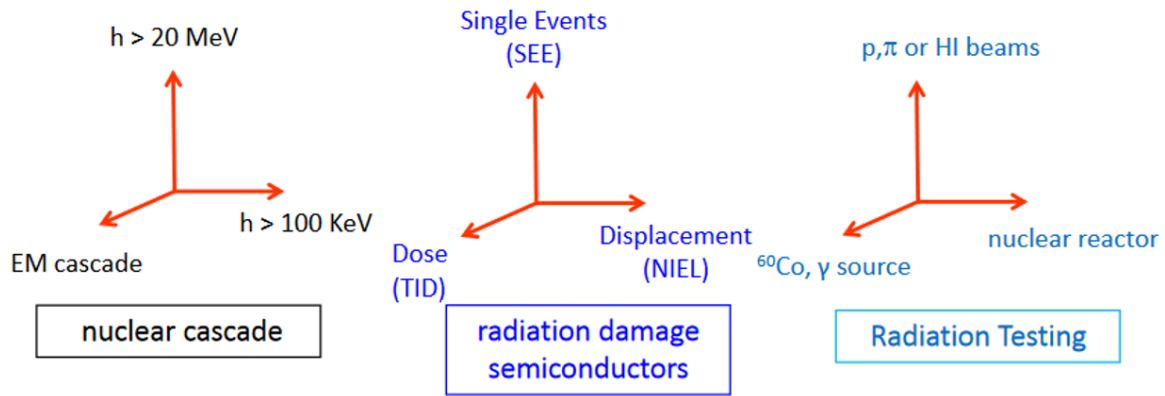 h > 20 MeV
h > 100 KeV
EM cascade
nuclear cascade
Single Events
(SEE)
Displacement
(NIEL)
Dose
(TID)
radiation damage
semiconductors
p,π or HI beams
nuclear reactor
⁶⁰Co, γ source
Radiation Testing